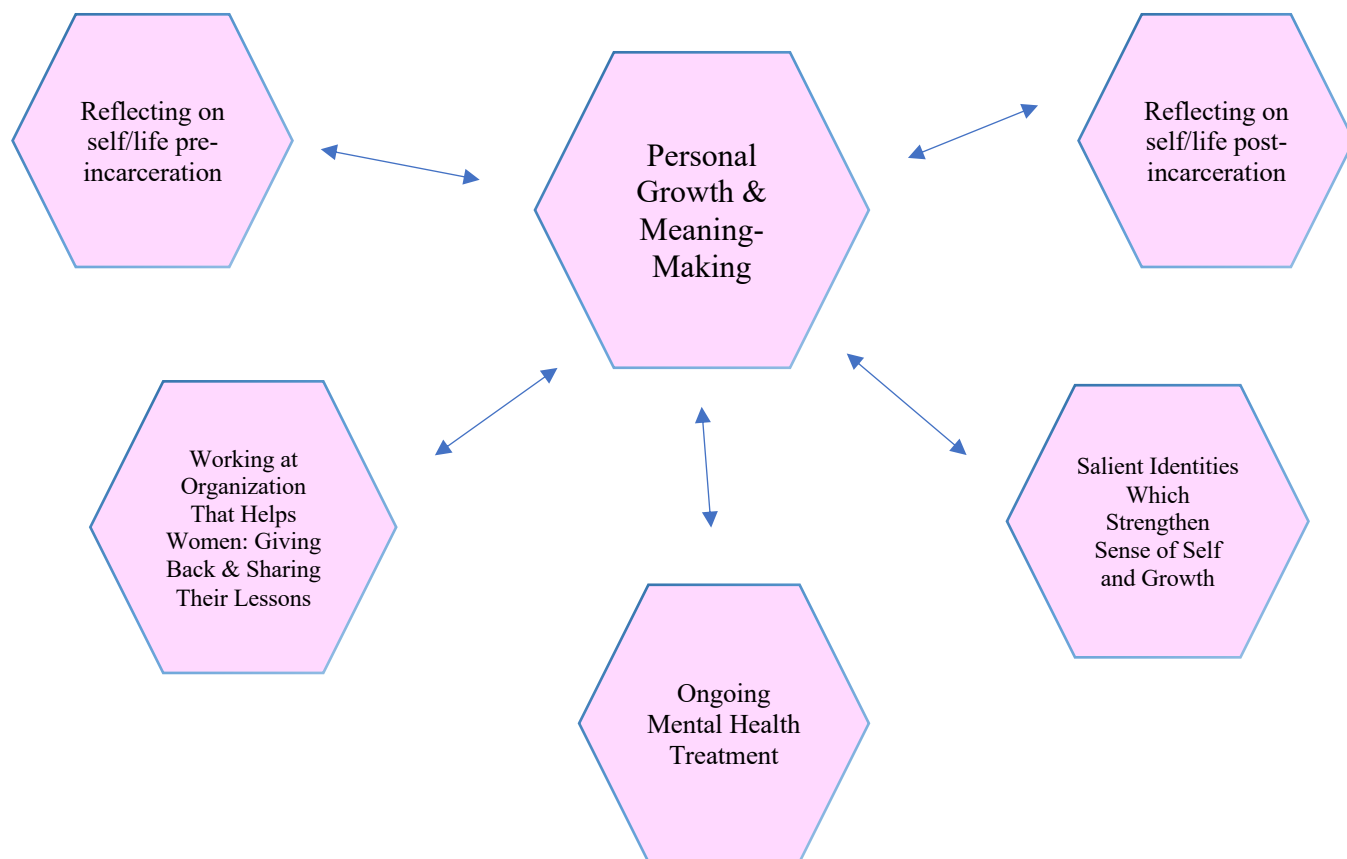 Reflecting on
self/life pre-
incarceration
Personal
Growth &
Meaning-
Making
Reflecting on
self/life post-
incarceration
Working at
Organization
That Helps
Women: Giving
Back & Sharing
Their Lessons
Ongoing
Mental Health
Treatment
Salient Identities
Which
Strengthen
Sense of Self
and Growth